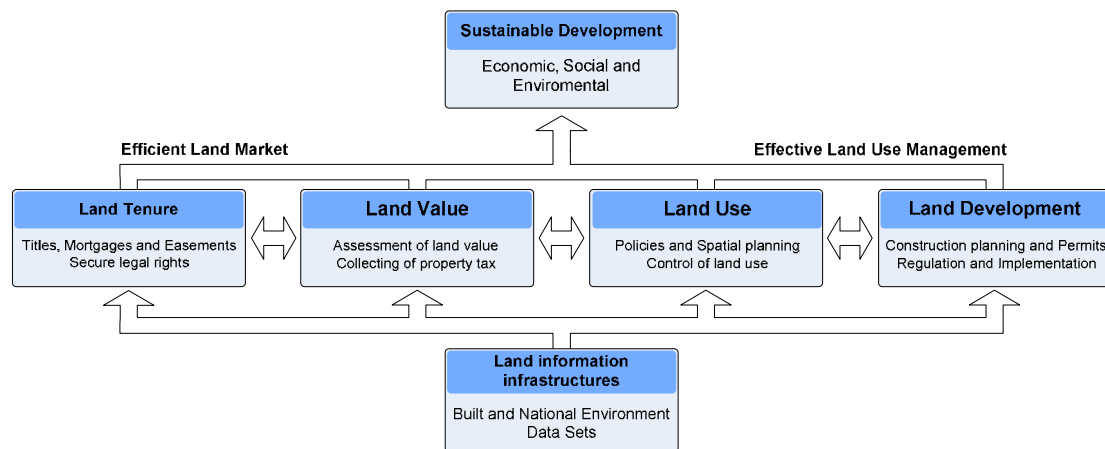 Sustainable Development
Economic, Social and
Enviromental
Efficient Land Market
Effective Land Use Management
Land Tenure
Titles, Mortgages and Easements
Secure legal rights
Land Value
Assessment of land value
Collecting of property tax
Land Use
Policies and Spatial planning
Control of land use
Land Development
Construction planning and Permits
Regulation and Implementation
Land information
infrastructures
Built and National Environment
Data Sets